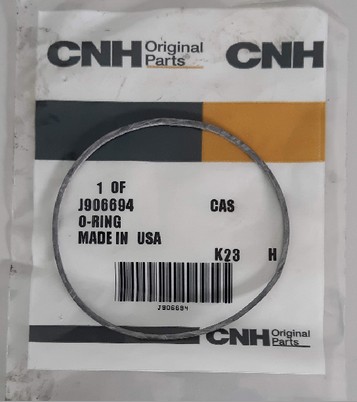 CNH Original Parts CNH
1 OF
J906694 CAS
O-RING
MADE IN USA
K23 H
J906694
CNH Original Parts